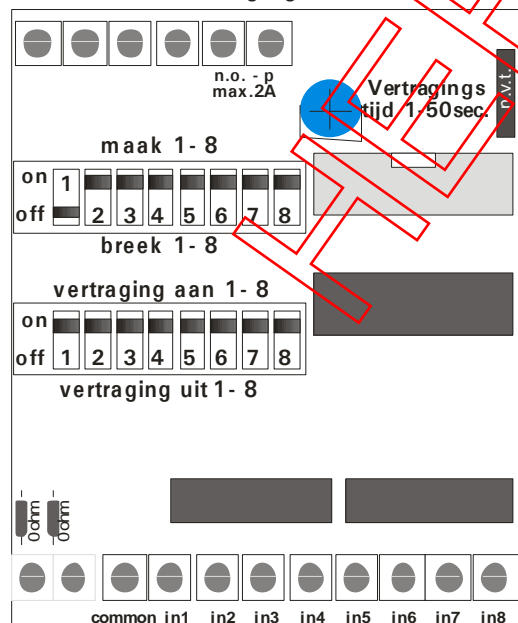 n.o. - p
max.2A
Vertragings
tijd 1-50sec.
n.v.t.
maak 1- 8
on
1
off
2 3 4 5 6 7 8
breek 1-8
vertraging aan 1- 8
on
off
1 2 3 4 5 6 7 8
vertraging uit 1- 8
0ohm
0ohm
common in1 in2 in3 in4 in5 in6 in7 in8